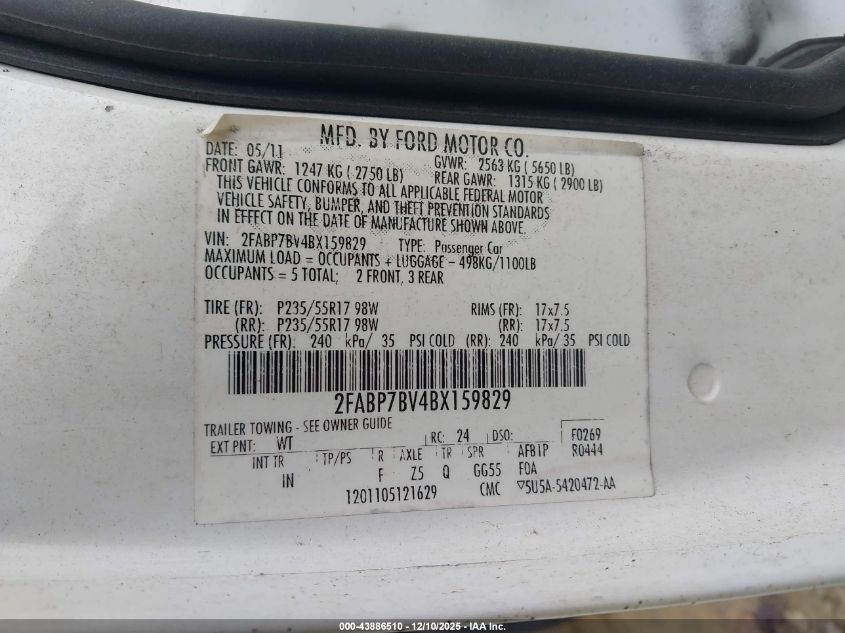 MFD. BY FORD MOTOR CO.
DATE: 05/11 GVWR: 2563 KG (5650 LB)
FRONT GAWR: 1247 KG (2750 LB) REAR GAWR: 1315 KG (2900 LB)
THIS VEHICLE CONFORMS TO ALL APPLICABLE FEDERAL MOTOR
VEHICLE SAFETY, BUMPER, AND THEFT PREVENTION STANDARDS
IN EFFECT ON THE DATE OF MANUFACTURE SHOWN ABOVE.
VIN: 2FABP7BV4BX159829 TYPE: Passenger Car
MAXIMUM LOAD = OCCUPANTS + LUGGAGE - 498KG/1100LB
OCCUPANTS = 5 TOTAL; 2 FRONT, 3 REAR
TIRE (FR): P235/55R17 98W RIMS (FR): 17x7.5
(RR): P235/55R17 98W (RR): 17x7.5
PRESSURE (FR): 240 kPa/ 35 PSI COLD (RR): 240 kPa/ 35 PSI COLD
2FABP7BV4BX159829
TRAILER TOWING - SEE OWNER GUIDE
EXT PNT: WT RC: 24 DSO: F0269
INT TR TP/PS R AXLE TR SPR AFB1P R0444
IN F Z5 Q GG55 FOA
1201105121629 CMC ▽5U5A-5420472-AA
000-43886510 - 12/10/2025 - IAA Inc.